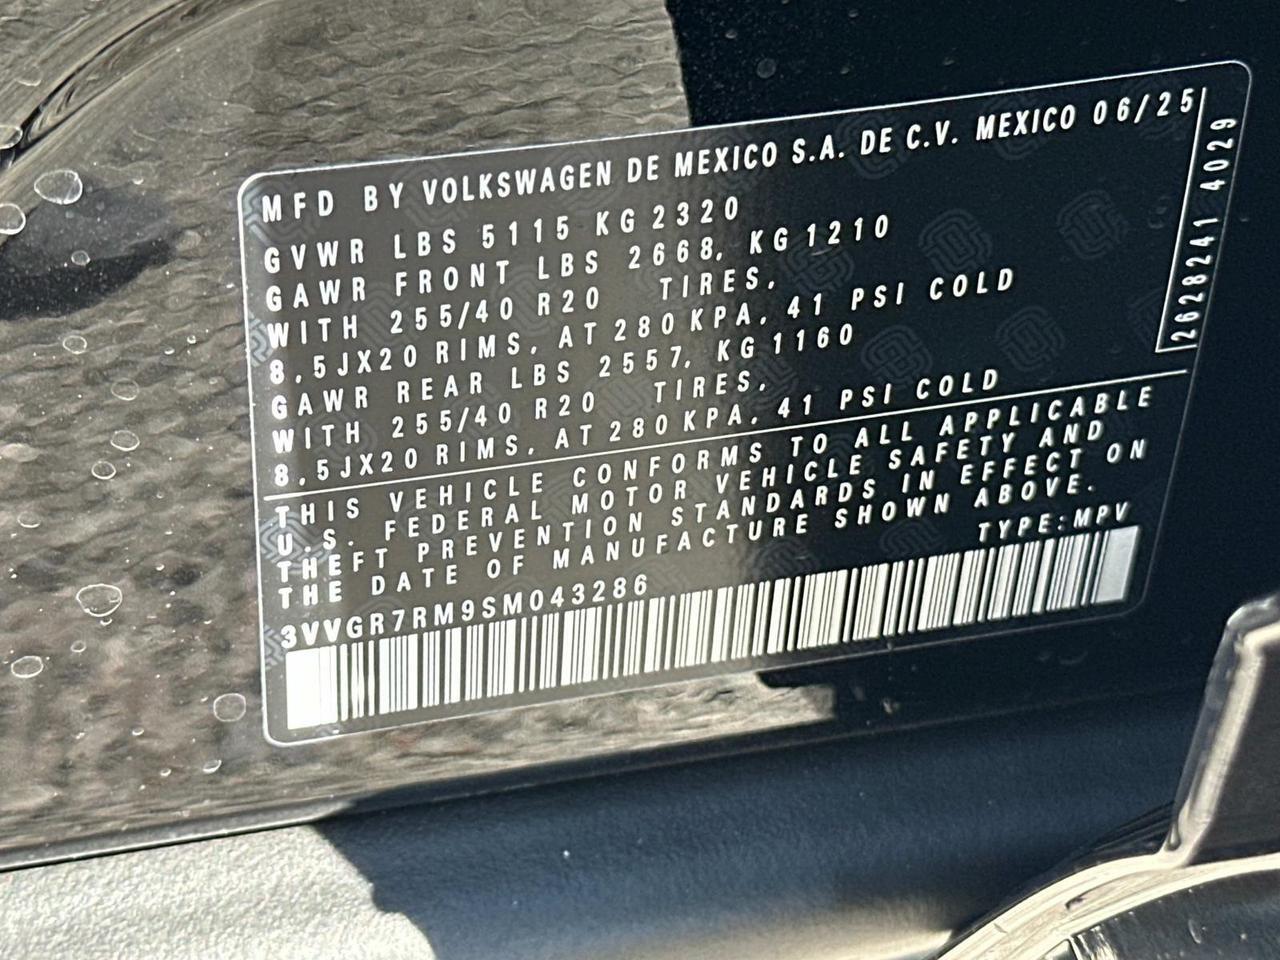 MFD BY VOLKSWAGEN DE MEXICO S.A. DE C.V. MEXICO 06/25
GVWR LBS 5115 KG 2320
GAWR FRONT LBS 2668, KG 1210
WITH 255/40 R20 TIRES,
8,5JX20 RIMS, AT 280 KPA, 41 PSI COLD
GAWR REAR LBS 2557, KG 1160
WITH 255/40 R20 TIRES,
8,5JX20 RIMS, AT 280 KPA, 41 PSI COLD
THIS VEHICLE CONFORMS TO ALL APPLICABLE
U.S. FEDERAL MOTOR VEHICLE SAFETY AND
THEFT PREVENTION STANDARDS IN EFFECT ON
THE DATE OF MANUFACTURE SHOWN ABOVE.
TYPE:MPV
3VVGR7RM9SM043286
2628241 4029